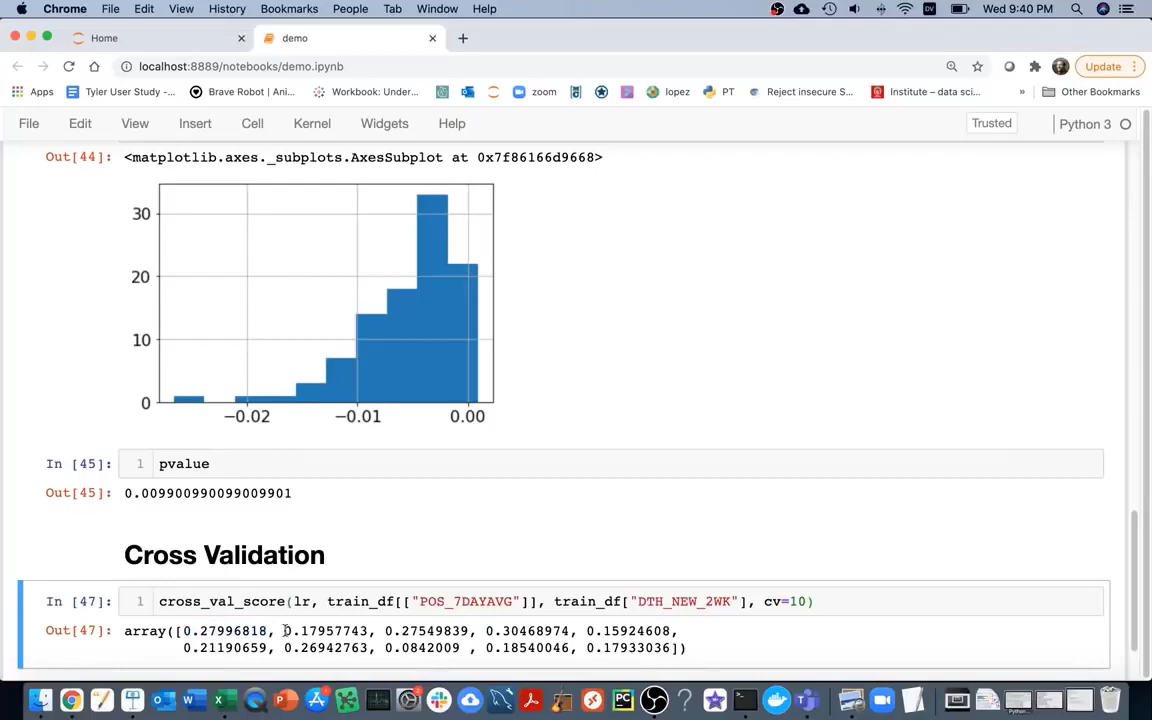 Chrome File Edit View History Bookmarks People Tab Window Help DV Wed 9:40 PM
Home demo
localhost:8889/notebooks/demo.ipynb Update
Apps Tyler User Study -... Brave Robot | Ani... Workbook: Under... zoom lopez PT Reject insecure S... Institute – data sci... » Other Bookmarks
File Edit View Insert Cell Kernel Widgets Help Trusted Python 3
Out[44]: <matplotlib.axes._subplots.AxesSubplot at 0x7f86166d9668>
30
20
10
0
−0.02 −0.01 0.00
In [45]: 1 pvalue
Out[45]: 0.009900990099009901
Cross Validation
In [47]: 1 cross_val_score(lr, train_df[["POS_7DAYAVG"]], train_df["DTH_NEW_2WK"], cv=10)
Out[47]: array([0.27996818, 0.17957743, 0.27549839, 0.30468974, 0.15924608,
0.21190659, 0.26942763, 0.0842009 , 0.18540046, 0.17933036])